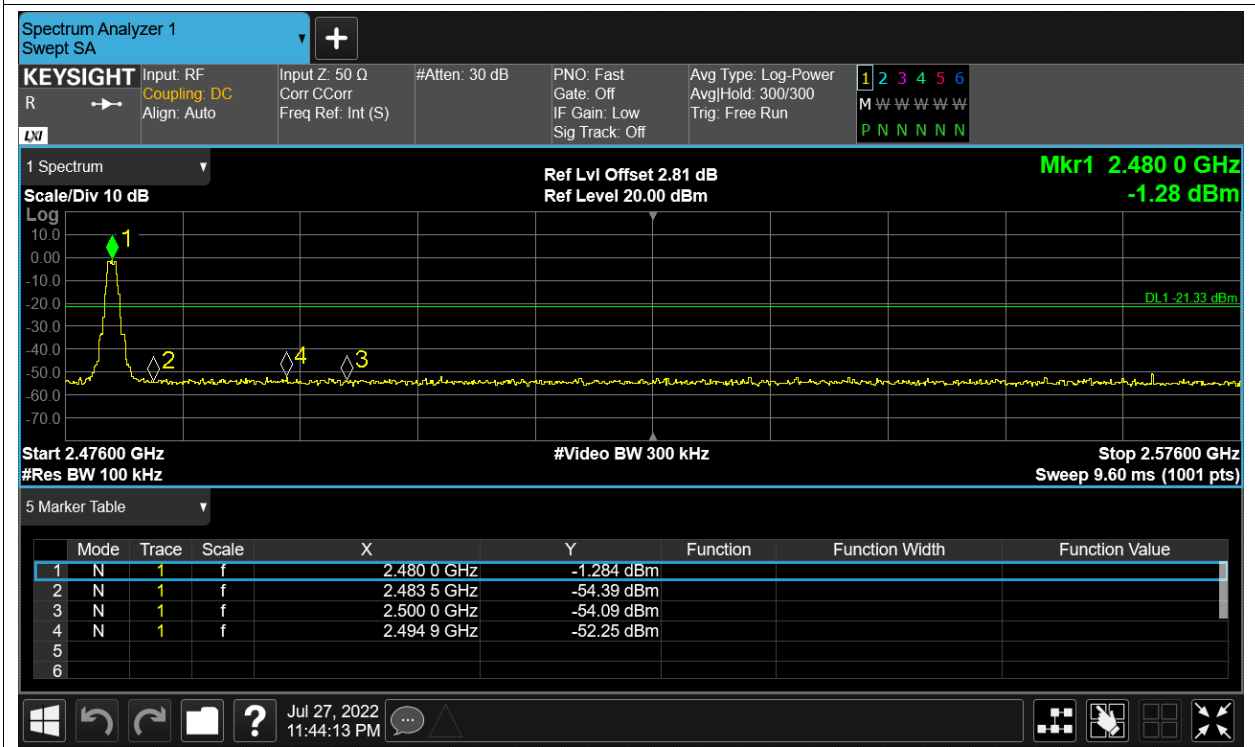 Spectrum Analyzer 1
Swept SA
+
KEYSIGHT Input: RF Input Z: 50 Ω #Atten: 30 dB PNO: Fast Avg Type: Log-Power 1 2 3 4 5 6
R Coupling: DC Corr CCorr Gate: Off Avg|Hold: 300/300 M W W W W W
Align: Auto Freq Ref: Int (S) IF Gain: Low Trig: Free Run
LXI Sig Track: Off P N N N N N
1 Spectrum Ref Lvl Offset 2.81 dB Mkr1 2.480 0 GHz
Scale/Div 10 dB Ref Level 20.00 dBm -1.28 dBm
Log
10.0 1
0.00
-10.0
-20.0 DL1 -21.33 dBm
-30.0
-40.0 2 4 3
-50.0
-60.0
-70.0
Start 2.47600 GHz #Video BW 300 kHz Stop 2.57600 GHz
#Res BW 100 kHz Sweep 9.60 ms (1001 pts)
5 Marker Table
Mode Trace Scale X Y Function Function Width Function Value
1 N 1 f 2.480 0 GHz -1.284 dBm
2 N 1 f 2.483 5 GHz -54.39 dBm
3 N 1 f 2.500 0 GHz -54.09 dBm
4 N 1 f 2.494 9 GHz -52.25 dBm
5
6
? Jul 27, 2022
11:44:13 PM